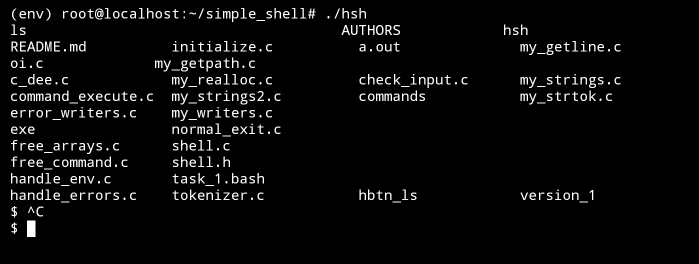 (env) root@localhost:~/simple_shell# ./hsh
ls                                     AUTHORS            hsh
README.md          initialize.c          a.out              my_getline.c
oi.c             my_getpath.c
c_dee.c            my_realloc.c          check_input.c      my_strings.c
command_execute.c  my_strings2.c         commands           my_strtok.c
error_writers.c    my_writers.c
exe                normal_exit.c
free_arrays.c      shell.c
free_command.c     shell.h
handle_env.c       task_1.bash
handle_errors.c    tokenizer.c           hbtn_ls            version_1
$ ^C
$